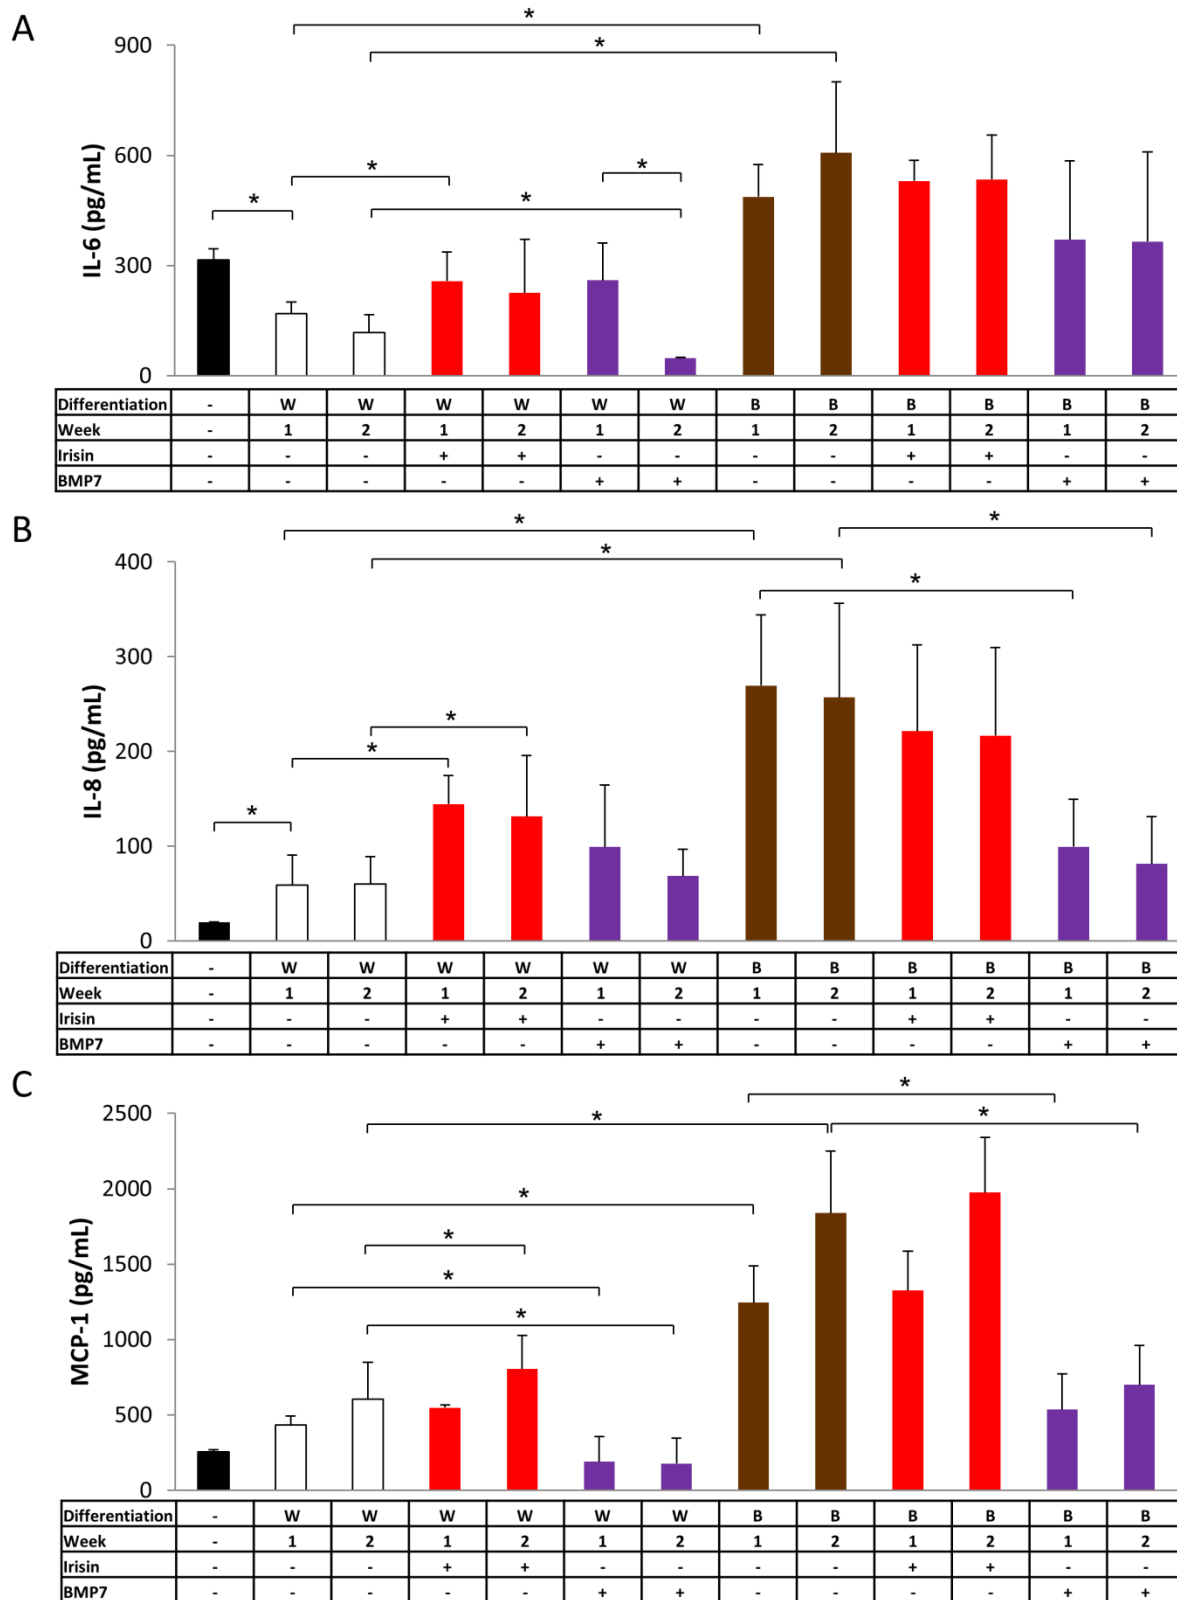 A
*
*
900
600
*
*
*
*
300
0
IL-6 (pg/mL)
Differentiation - W W W W W W B B B B B B
Week - 1 2 1 2 1 2 1 2 1 2 1 2
Irisin - - - + + - - - - + + - -
BMP7 - - - - - + + - - - - + +
B
*
*
*
400
*
300
*
200
*
*
100
0
IL-8 (pg/mL)
Differentiation - W W W W W W B B B B B B
Week - 1 2 1 2 1 2 1 2 1 2 1 2
Irisin - - - + + - - - - + + - -
BMP7 - - - - - + + - - - - + +
C
*
2500
*
*
2000
*
1500
*
*
1000
*
500
0
MCP-1 (pg/mL)
Differentiation - W W W W W W B B B B B B
Week - 1 2 1 2 1 2 1 2 1 2 1 2
Irisin - - - + + - - - - + + - -
BMP7 - - - - - + + - - - - + +